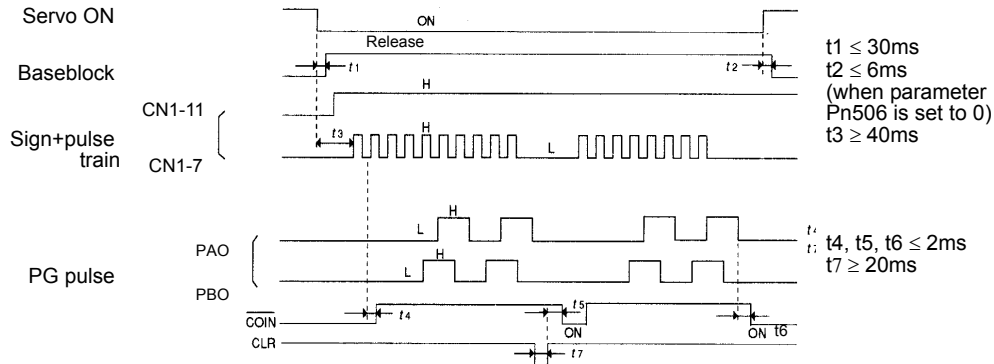 Servo ON
ON
Release
Baseblock
t1
t2
t1 ≤ 30ms
t2 ≤ 6ms
(when parameter
Pn506 is set to 0)
t3 ≥ 40ms
H
CN1-11
Sign+pulse
train
t3
H
L
CN1-7
H
L
PAO
PG pulse
H
L
PBO
t4, t5, t6 ≤ 2ms
t7 ≥ 20ms
COIN
t4
t5
ON
ON
t6
CLR
t7